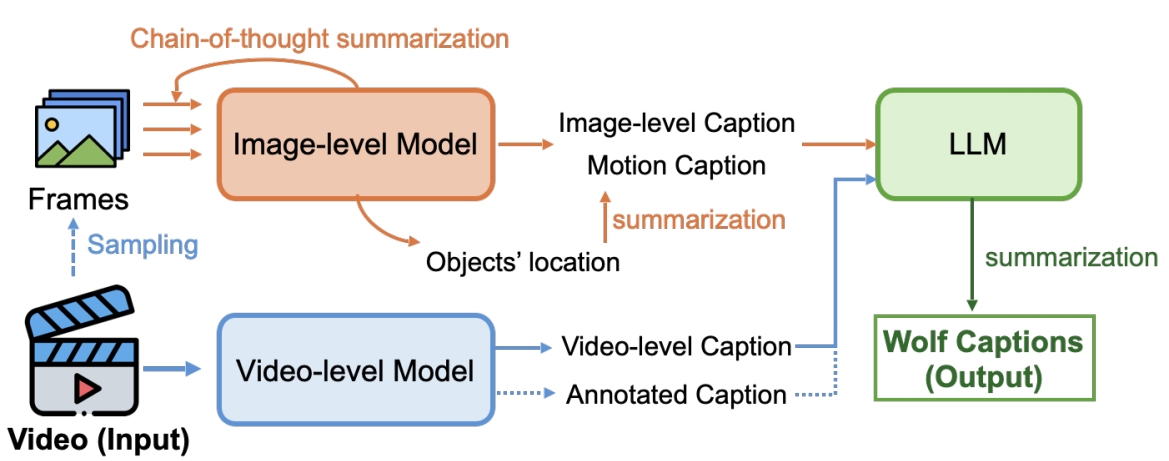 Chain-of-thought summarization
Frames
Sampling
Video (Input)
Image-level Model
Image-level Caption
Motion Caption
summarization
Objects' location
Video-level Model
Video-level Caption
Annotated Caption
LLM
summarization
Wolf Captions
(Output)